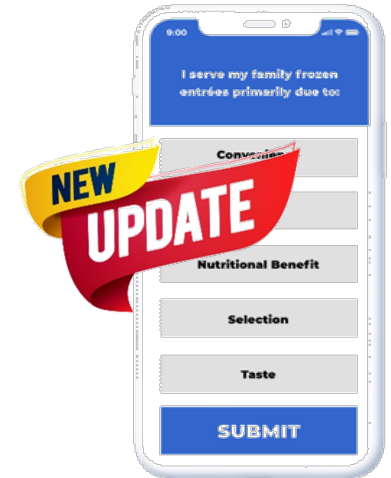 9:00
I serve my family frozen
entrées primarily due to:
NEW
UPDATE
Nutritional Benefit
Selection
Taste
SUBMIT